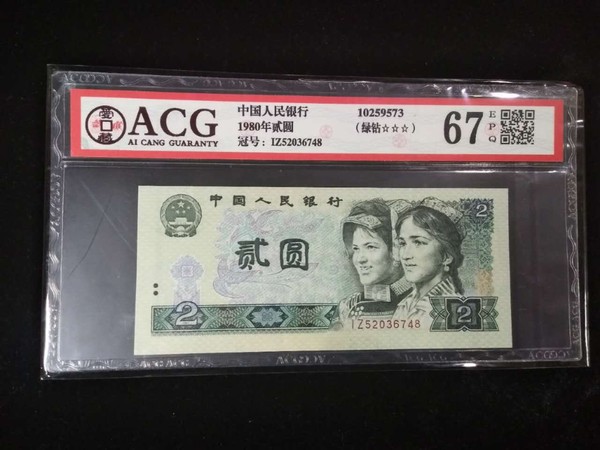 ACG
AI CANG GUARANTY
中国人民银行
1980年贰圆
冠号: IZ52036748
10259573
(绿钻☆☆☆)
67
EPQ
中国人民银行
2
贰圆
2
IZ52036748
2